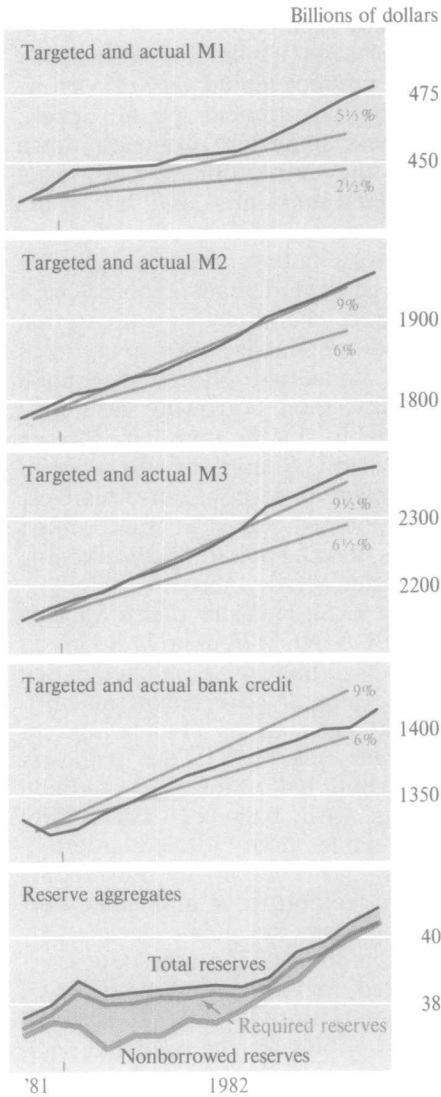 Billions of dollars
Targeted and actual M1
475
5½%
450
2½%
Targeted and actual M2
1900
9%
6%
1800
Targeted and actual M3
9½%
2300
6½%
2200
Targeted and actual bank credit
9%
1400
6%
1350
Reserve aggregates
40
Total reserves
38
Required reserves
Nonborrowed reserves
'81 1982